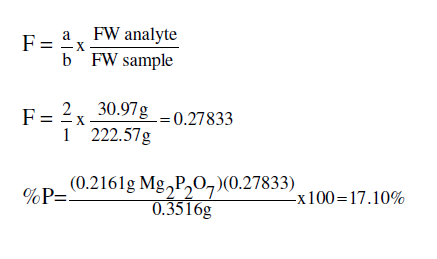 F = a/b x FW analyte / FW sample
F = 2/1 x 30.97g / 222.57g = 0.27833
%P= (0.2161g Mg₂P₂O₇)(0.27833) / 0.3516g x100=17.10%